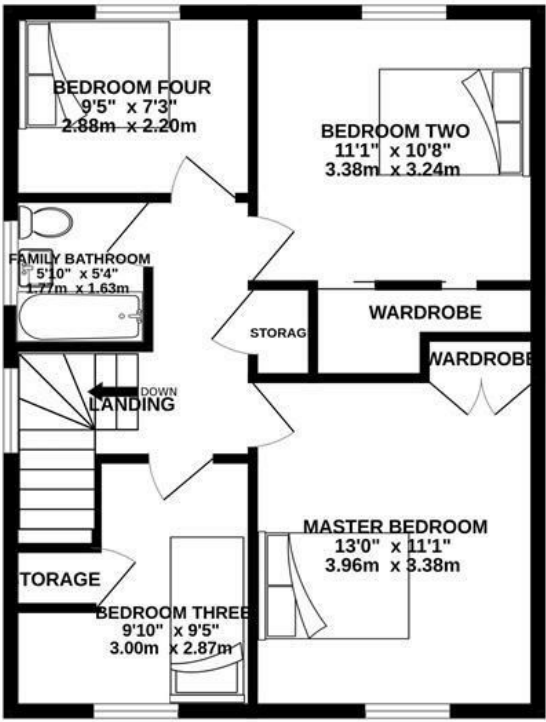 BEDROOM FOUR
9'5" x 7'3"
2.88m x 2.20m
BEDROOM TWO
11'1" x 10'8"
3.38m x 3.24m
FAMILY BATHROOM
5'10" x 5'4"
1.77m x 1.63m
WARDROBE
STORAG
WARDROBE
DOWN
LANDING
MASTER BEDROOM
13'0" x 11'1"
3.96m x 3.38m
TORAGE
BEDROOM THREE
9'10" x 9'5"
3.00m x 2.87m